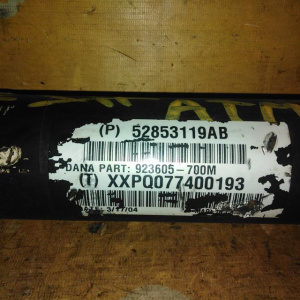 (P) 52853119AB
DANA PART: 923605-700M
(T) XXPQ077400193